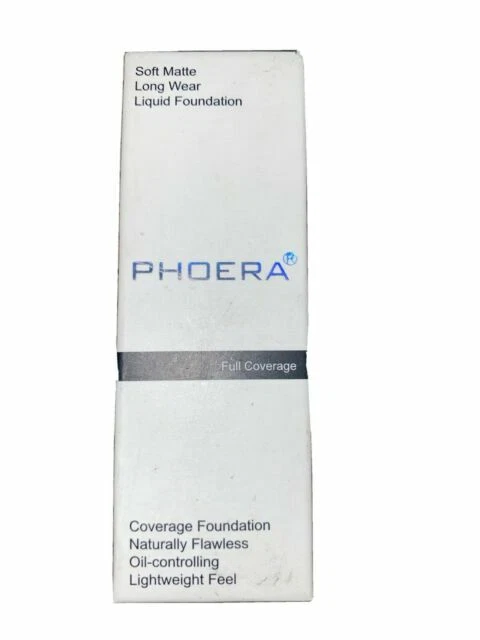 Soft Matte
Long Wear
Liquid Foundation
PHOERA®
Full Coverage
Coverage Foundation
Naturally Flawless
Oil-controlling
Lightweight Feel